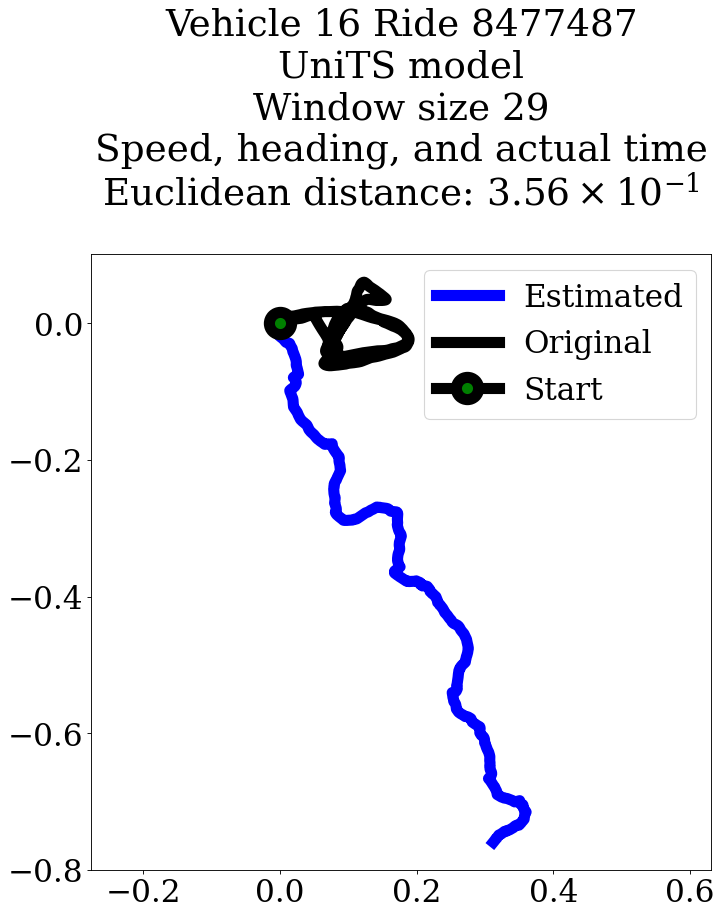 Vehicle 16 Ride 8477487
UniTS model
Window size 29
Speed, heading, and actual time
Euclidean distance: 3.56 × 10⁻¹
Estimated
Original
Start
0.0
−0.2
−0.4
−0.6
−0.8
−0.2 0.0 0.2 0.4 0.6